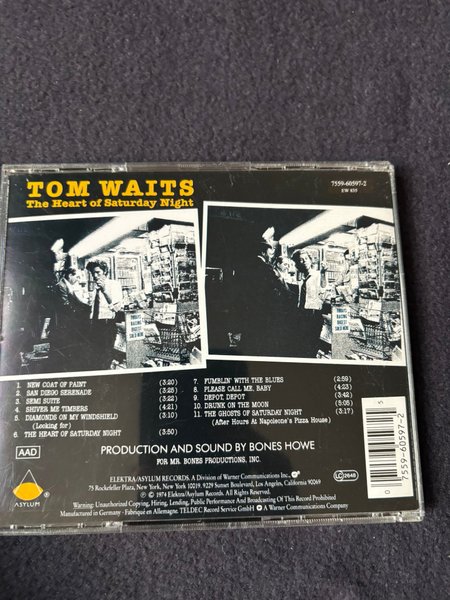 TOM WAITS
The Heart of Saturday Night
7559-60597-2
EW 835
1. NEW COAT OF PAINT (3:20)
2. SAN DIEGO SERENADE (3:25)
3. SEMI SUITE (3:22)
4. SHIVER ME TIMBERS (4:21)
5. DIAMONDS ON MY WINDSHIELD (3:10)
(Looking for)
6. THE HEART OF SATURDAY NIGHT (3:50)
7. FUMBLIN' WITH THE BLUES (2:59)
8. PLEASE CALL ME, BABY (4:23)
9. DEPOT, DEPOT (3:42)
10. DRUNK ON THE MOON (5:05)
11. THE GHOSTS OF SATURDAY NIGHT (3:17)
(After Hours At Napoleone's Pizza House)
AAD
PRODUCTION AND SOUND BY BONES HOWE
FOR MR. BONES PRODUCTIONS, INC.
ASYLUM
ELEKTRA/ASYLUM RECORDS. A Division of Warner Communications Inc.
75 Rockefeller Plaza, New York, New York 10019. 9229 Sunset Boulevard, Los Angeles, California 90069
℗ © 1974 Elektra/Asylum Records. All Rights Reserved.
Warning: Unauthorized Copying, Hiring, Lending, Public Performance And Broadcasting Of This Record Prohibited
Manufactured in Germany · Fabriqué en Allemagne. TELDEC Record Service GmbH A Warner Communications Company
LC 2648
0 7559-60597-2 5